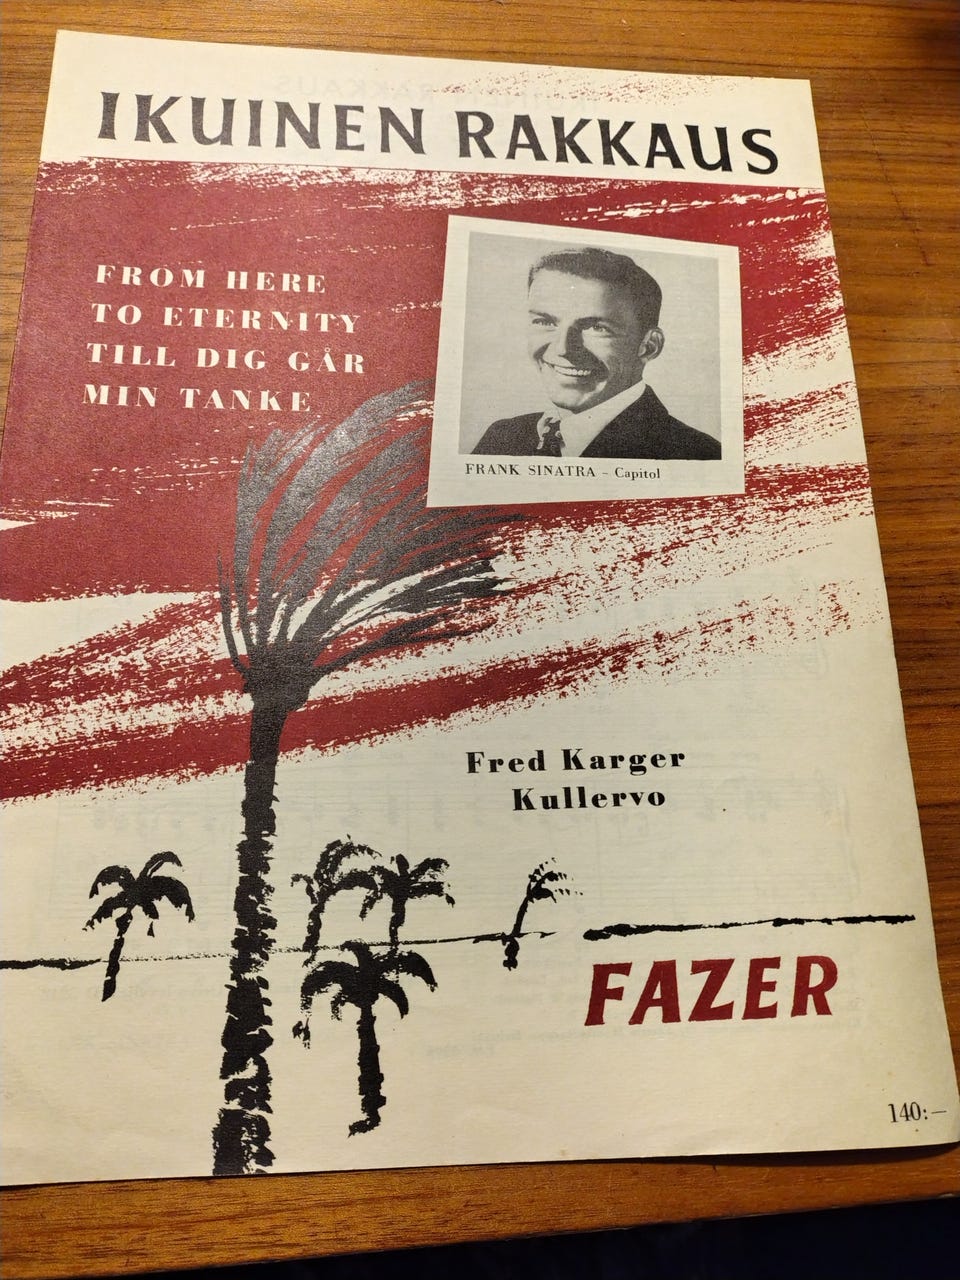 IKUINEN RAKKAUS
FROM HERE
TO ETERNITY
TILL DIG GÅR
MIN TANKE
FRANK SINATRA – Capitol
Fred Karger
Kullervo
FAZER
140:–